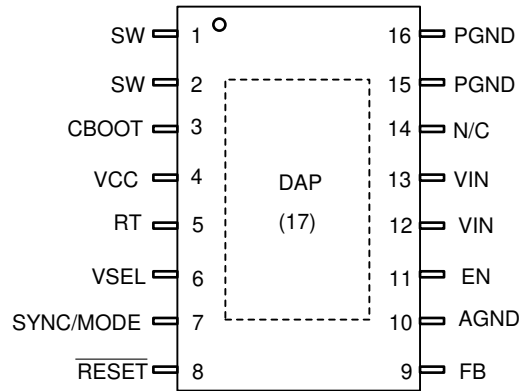 SW 1 16 PGND
SW 2 15 PGND
CBOOT 3 14 N/C
VCC 4 13 VIN
DAP
(17)
RT 5 12 VIN
VSEL 6 11 EN
SYNC/MODE 7 10 AGND
RESET 8 9 FB